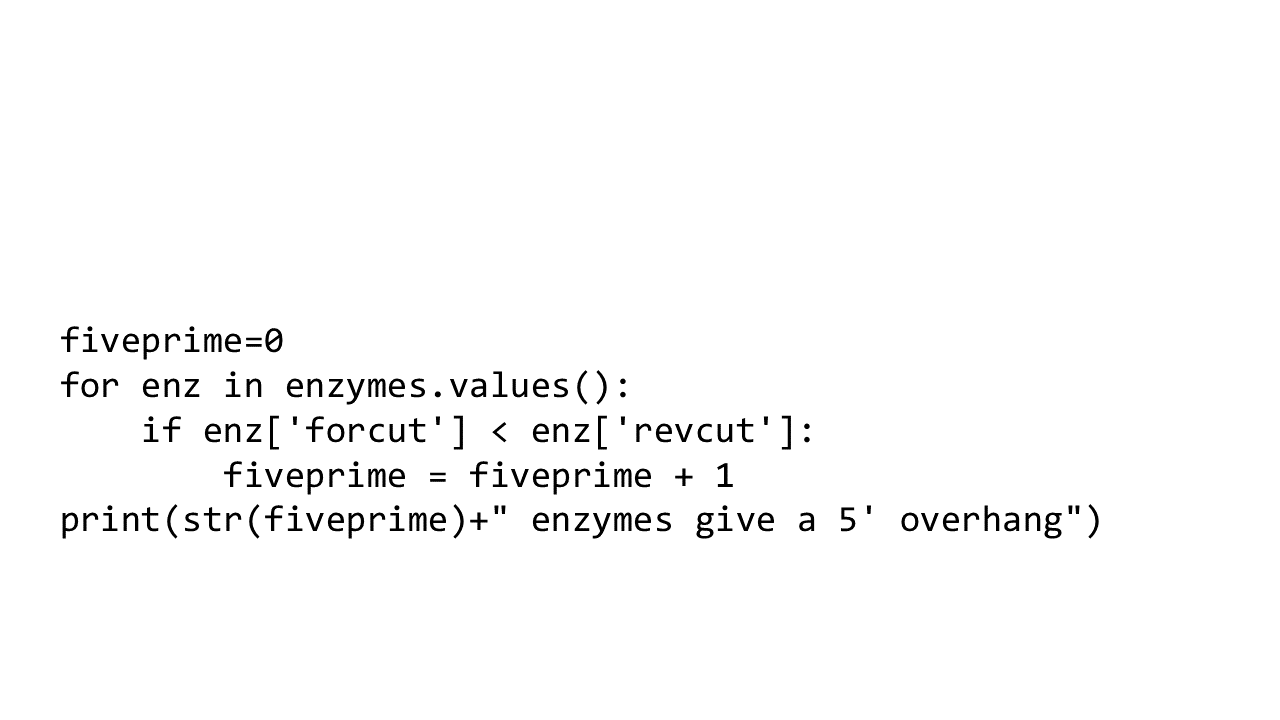 fiveprime=0
for enz in enzymes.values():
    if enz['forcut'] < enz['revcut']:
        fiveprime = fiveprime + 1
print(str(fiveprime)+" enzymes give a 5' overhang")